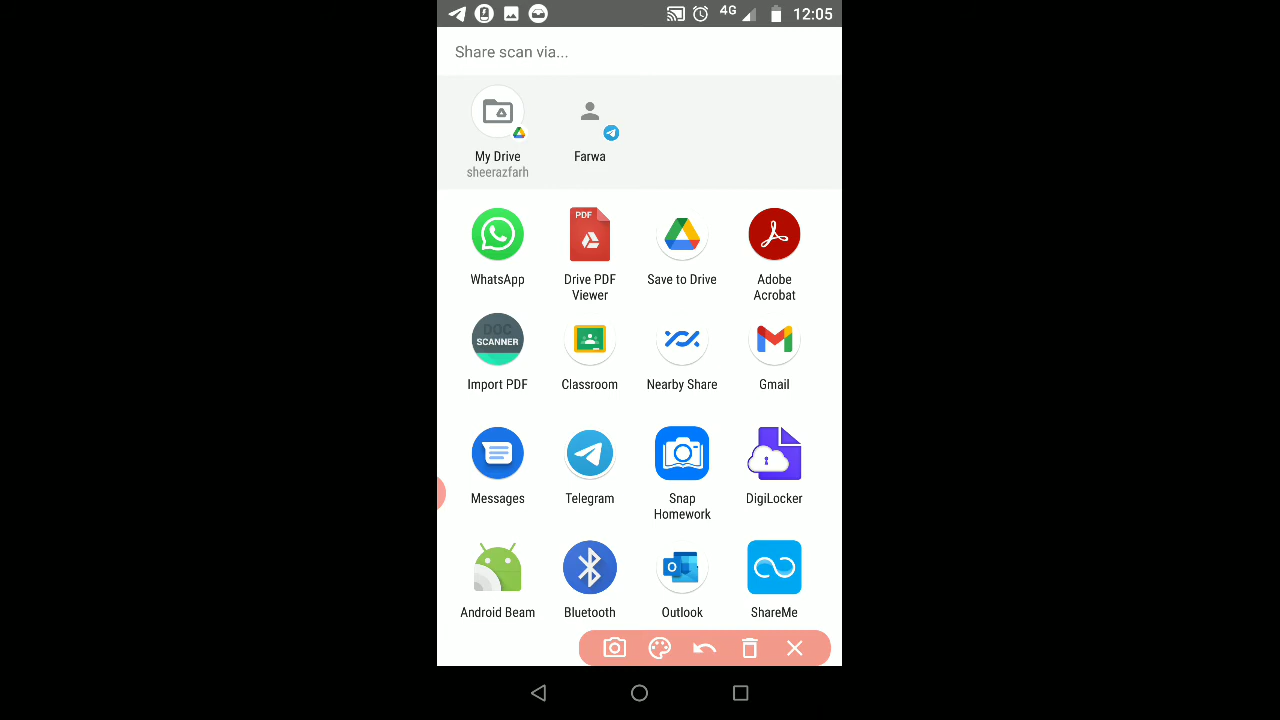 4G 12:05
Share scan via...
My Drive
sheerazfarh
Farwa
PDF
WhatsApp
Drive PDF
Viewer
Save to Drive
Adobe
Acrobat
DOC
SCANNER
Import PDF
Classroom
Nearby Share
Gmail
Messages
Telegram
Snap
Homework
DigiLocker
Android Beam
Bluetooth
Outlook
ShareMe